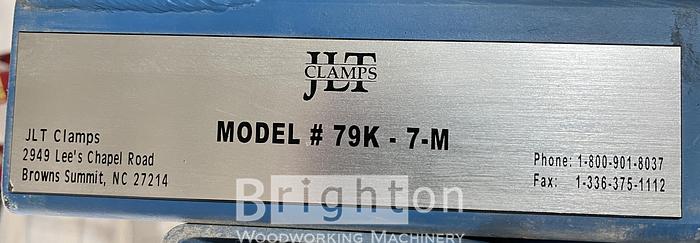 JLT
CLAMPS
MODEL # 79K - 7-M
JLT Clamps
2949 Lee's Chapel Road
Browns Summit, NC 27214
Phone: 1-800-901-8037
Fax: 1-336-375-1112
Brighton
WOODWORKING MACHINERY